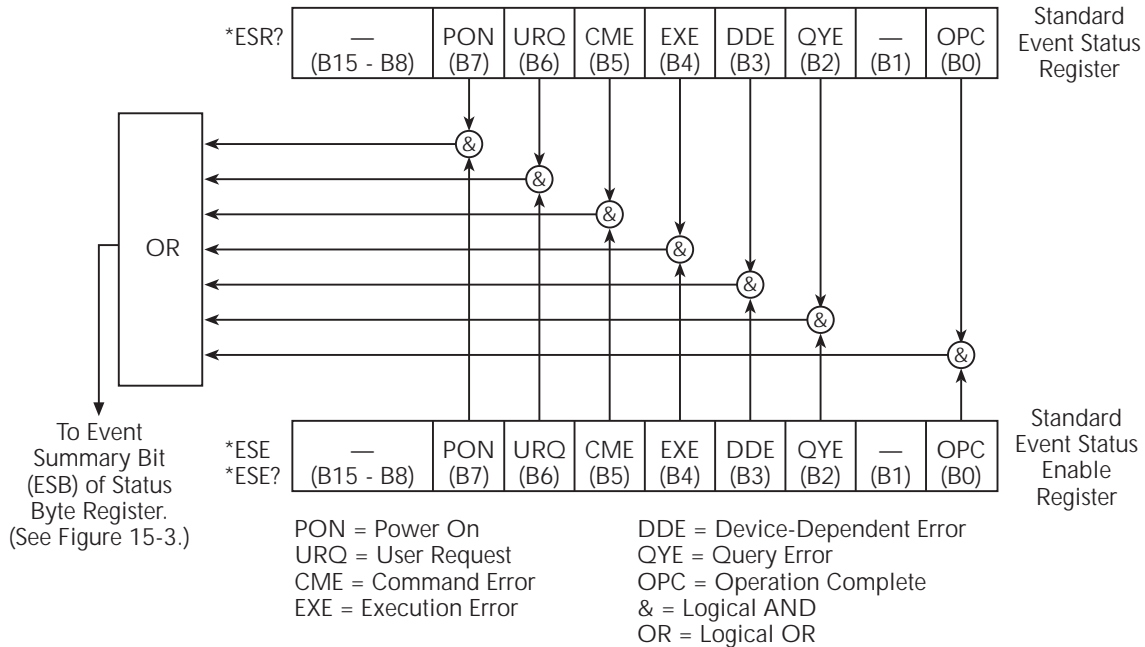 *ESR?
—
(B15 - B8)
PON
(B7)
URQ
(B6)
CME
(B5)
EXE
(B4)
DDE
(B3)
QYE
(B2)
—
(B1)
OPC
(B0)
Standard
Event Status
Register
&
&
&
&
&
&
&
OR
To Event
Summary Bit
(ESB) of Status
Byte Register.
(See Figure 15-3.)
*ESE
*ESE?
—
(B15 - B8)
PON
(B7)
URQ
(B6)
CME
(B5)
EXE
(B4)
DDE
(B3)
QYE
(B2)
—
(B1)
OPC
(B0)
Standard
Event Status
Enable
Register
PON = Power On
URQ = User Request
CME = Command Error
EXE = Execution Error
DDE = Device-Dependent Error
QYE = Query Error
OPC = Operation Complete
& = Logical AND
OR = Logical OR